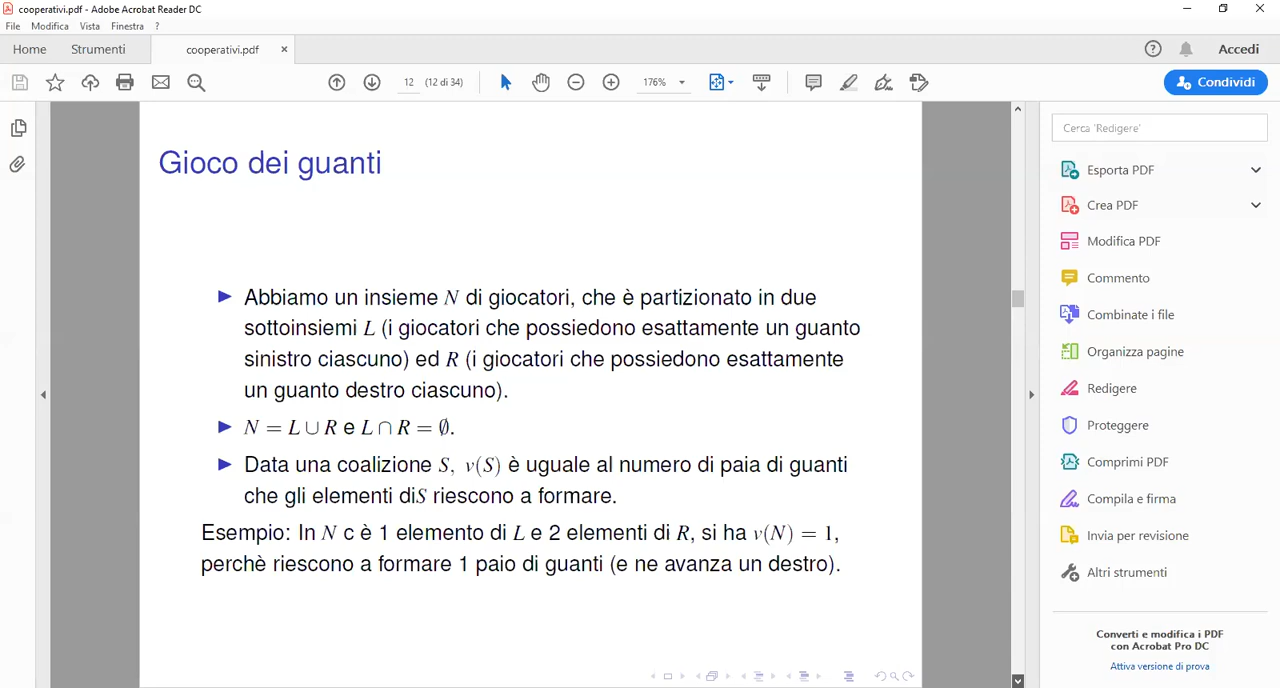 cooperativi.pdf - Adobe Acrobat Reader DC
File Modifica Vista Finestra ?
Home Strumenti cooperativi.pdf × ? Accedi
12 (12 di 34) 176% Condividi
Gioco dei guanti
Abbiamo un insieme N di giocatori, che è partizionato in due
sottoinsiemi L (i giocatori che possiedono esattamente un guanto
sinistro ciascuno) ed R (i giocatori che possiedono esattamente
un guanto destro ciascuno).
N = L ∪ R e L ∩ R = ∅.
Data una coalizione S, v(S) è uguale al numero di paia di guanti
che gli elementi diS riescono a formare.
Esempio: In N c è 1 elemento di L e 2 elementi di R, si ha v(N) = 1,
perchè riescono a formare 1 paio di guanti (e ne avanza un destro).
Cerca 'Redigere'
Esporta PDF
Crea PDF
Modifica PDF
Commento
Combinate i file
Organizza pagine
Redigere
Proteggere
Comprimi PDF
Compila e firma
Invia per revisione
Altri strumenti
Converti e modifica i PDF
con Acrobat Pro DC
Attiva versione di prova